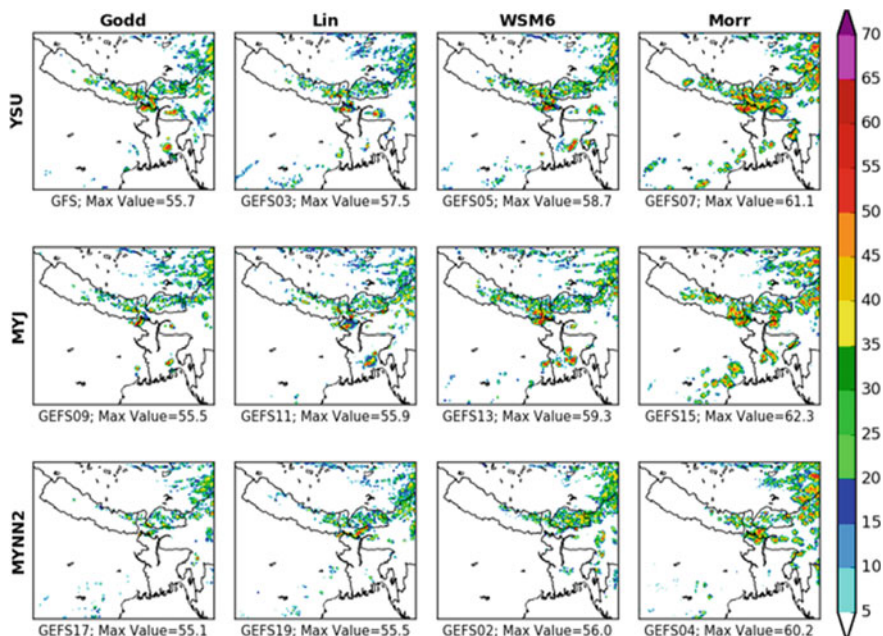 Godd Lin WSM6 Morr
YSU
GFS; Max Value=55.7 GEFS03; Max Value=57.5 GEFS05; Max Value=58.7 GEFS07; Max Value=61.1
MYJ
GEFS09; Max Value=55.5 GEFS11; Max Value=55.9 GEFS13; Max Value=59.3 GEFS15; Max Value=62.3
MYNN2
GEFS17; Max Value=55.1 GEFS19; Max Value=55.5 GEFS02; Max Value=56.0 GEFS04; Max Value=60.2
70
65
60
55
50
45
40
35
30
25
20
15
10
5